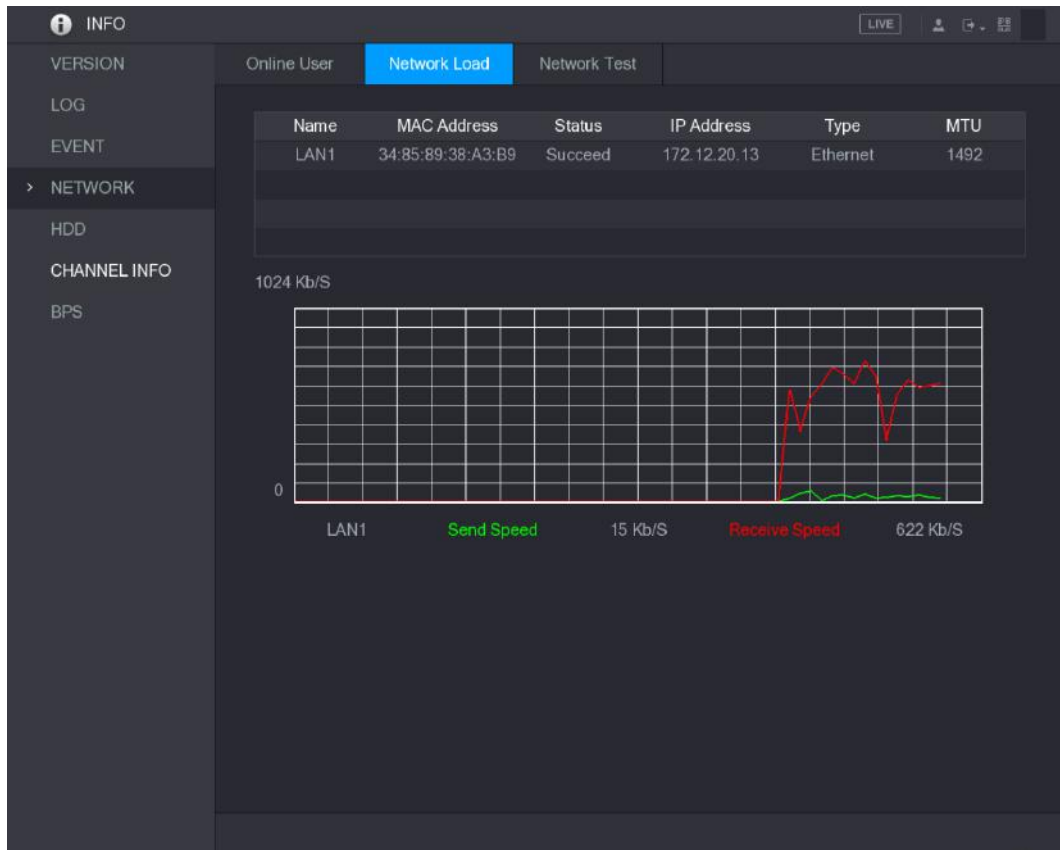 INFO
LIVE
VERSION
LOG
EVENT
> NETWORK
HDD
CHANNEL INFO
BPS
Online User Network Load Network Test
Name MAC Address Status IP Address Type MTU
LAN1 34:85:89:38:A3:B9 Succeed 172.12.20.13 Ethernet 1492
1024 Kb/S
0
LAN1 Send Speed 15 Kb/S Receive Speed 622 Kb/S